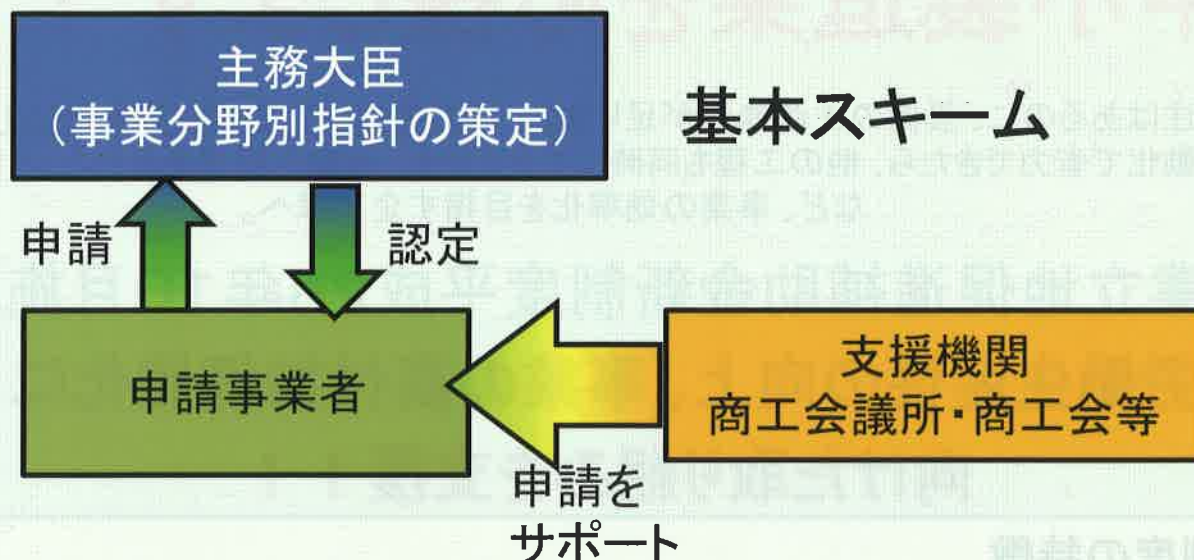 主務大臣
（事業分野別指針の策定）
基本スキーム
申請
認定
申請事業者
支援機関
商工会議所・商工会等
申請を
サポート